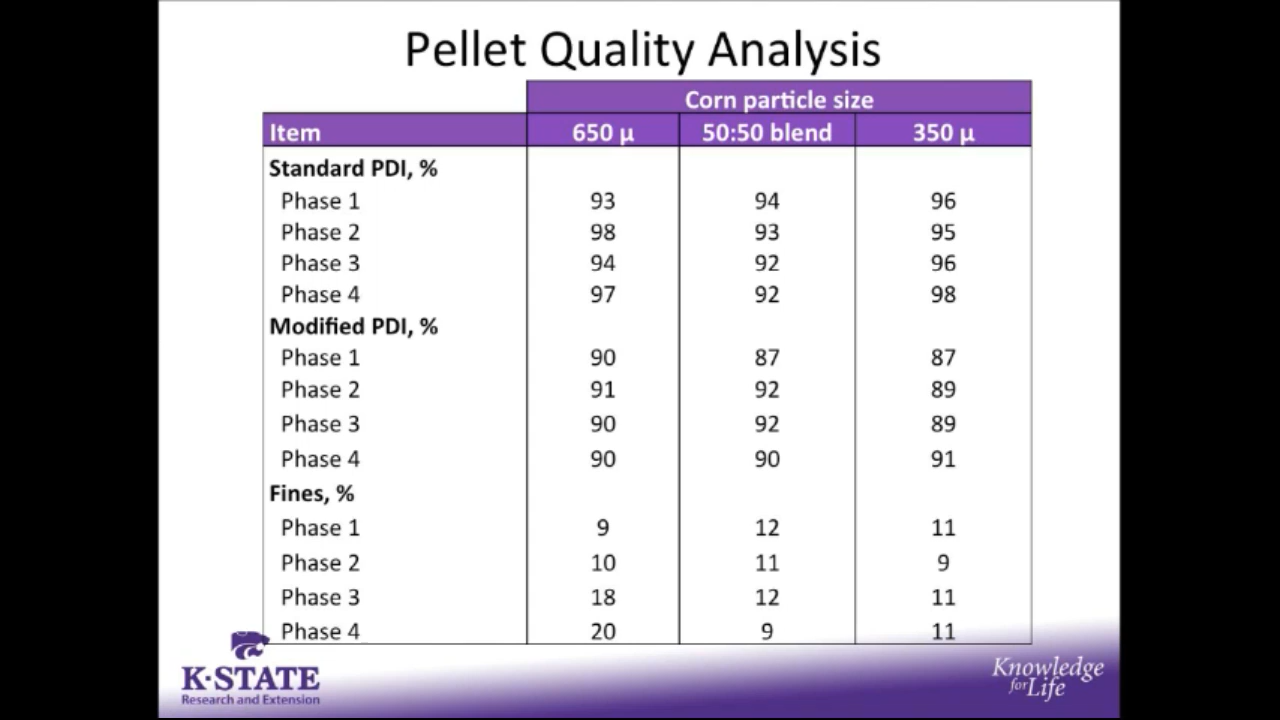 Pellet Quality Analysis
Corn particle size
Item 650 µ 50:50 blend 350 µ
Standard PDI, %
Phase 1 93 94 96
Phase 2 98 93 95
Phase 3 94 92 96
Phase 4 97 92 98
Modified PDI, %
Phase 1 90 87 87
Phase 2 91 92 89
Phase 3 90 92 89
Phase 4 90 90 91
Fines, %
Phase 1 9 12 11
Phase 2 10 11 9
Phase 3 18 12 11
Phase 4 20 9 11
K-STATE
Research and Extension
Knowledge
for Life